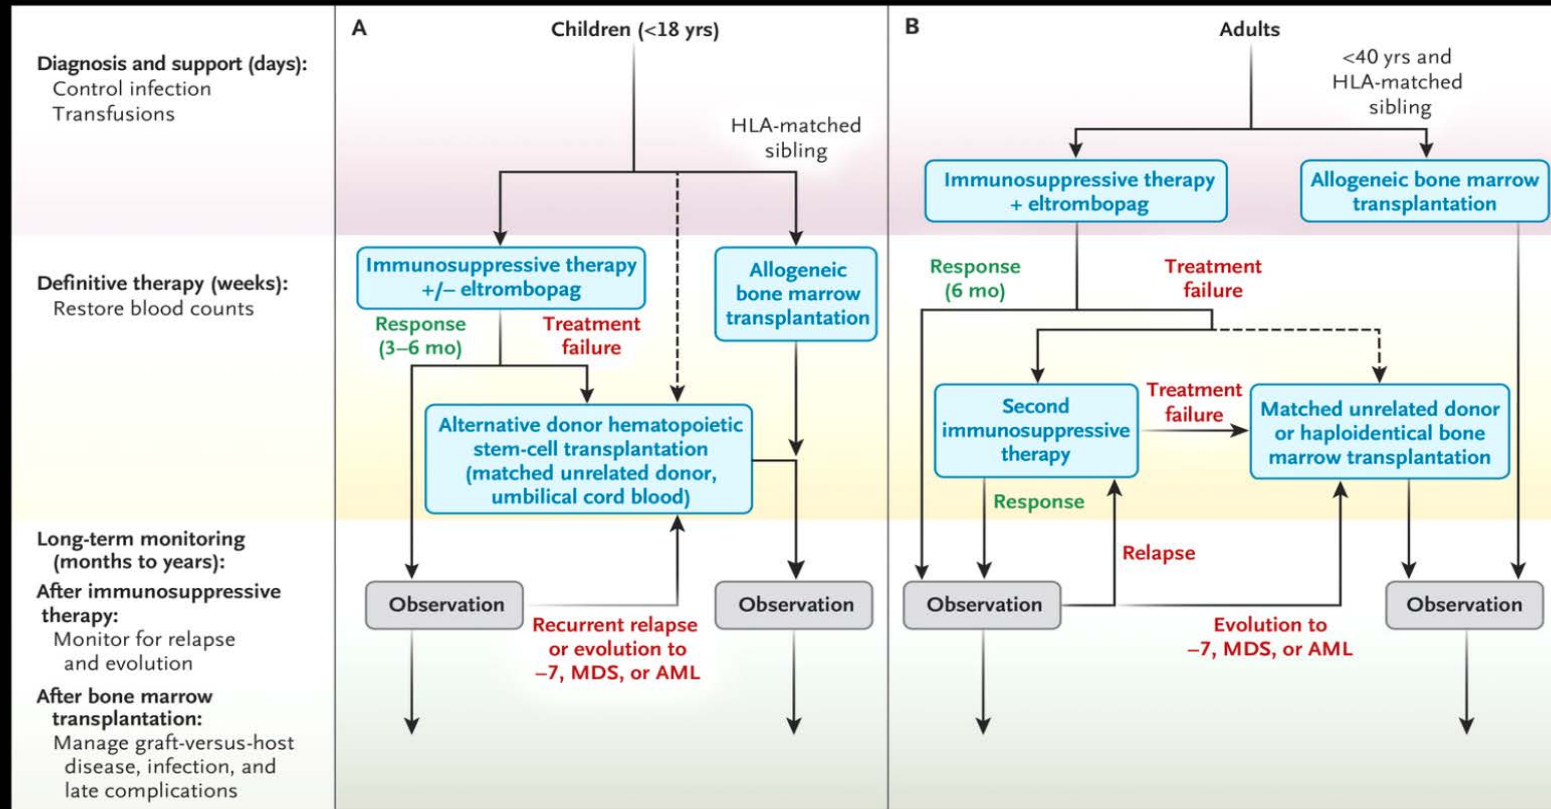 Diagnosis and support (days):
Control infection
Transfusions
Definitive therapy (weeks):
Restore blood counts
Long-term monitoring
(months to years):
After immunosuppressive
therapy:
Monitor for relapse
and evolution
After bone marrow
transplantation:
Manage graft-versus-host
disease, infection, and
late complications
A
Children (<18 yrs)
HLA-matched
sibling
Immunosuppressive therapy
+/– eltrombopag
Allogeneic
bone marrow
transplantation
Response
(3–6 mo)
Treatment
failure
Alternative donor hematopoietic
stem-cell transplantation
(matched unrelated donor,
umbilical cord blood)
Observation
Observation
Recurrent relapse
or evolution to
–7, MDS, or AML
B
Adults
<40 yrs and
HLA-matched
sibling
Immunosuppressive therapy
+ eltrombopag
Allogeneic bone marrow
transplantation
Response
(6 mo)
Treatment
failure
Second
immunosuppressive
therapy
Treatment
failure
Matched unrelated donor
or haploidentical bone
marrow transplantation
Response
Relapse
Observation
Observation
Evolution to
–7, MDS, or AML